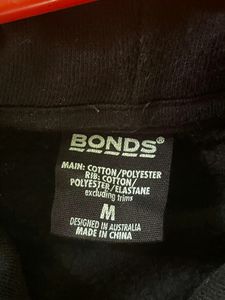 BONDS®
MAIN: COTTON/POLYESTER
RIB: COTTON/
POLYESTER/ELASTANE
excluding trims
M
DESIGNED IN AUSTRALIA
MADE IN CHINA